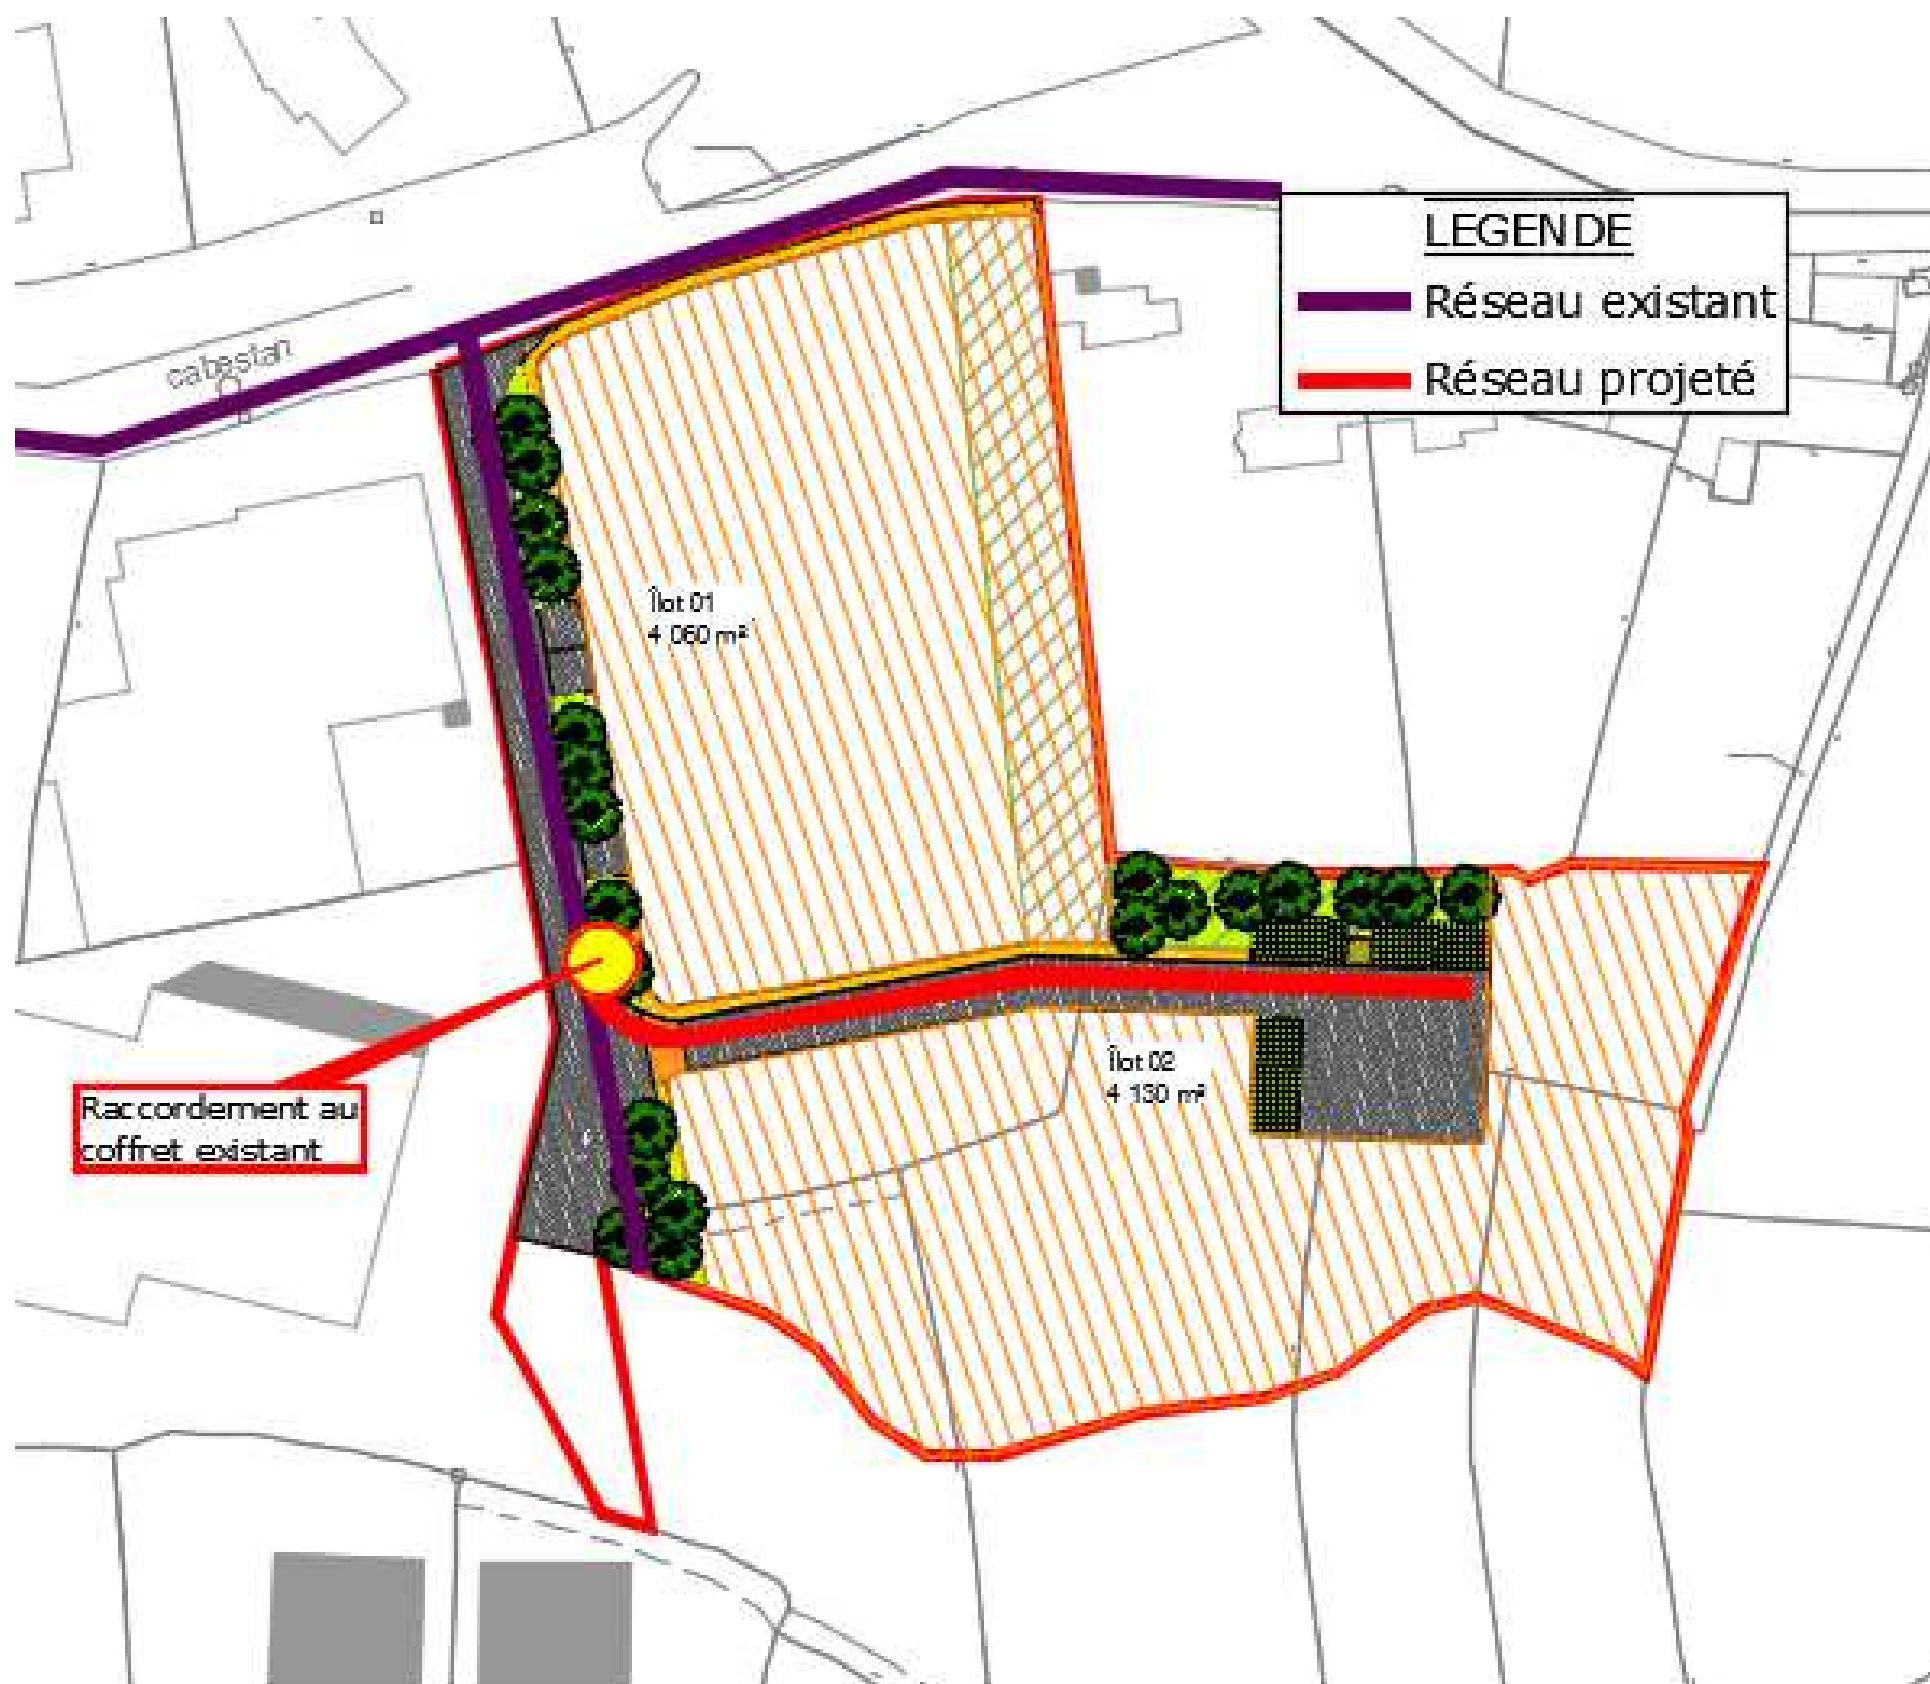 LEGENDE
Réseau existant
Réseau projeté
cabestan
Îlot 01
4 060 m²
Îlot 02
4 130 m²
Raccordement au
coffret existant